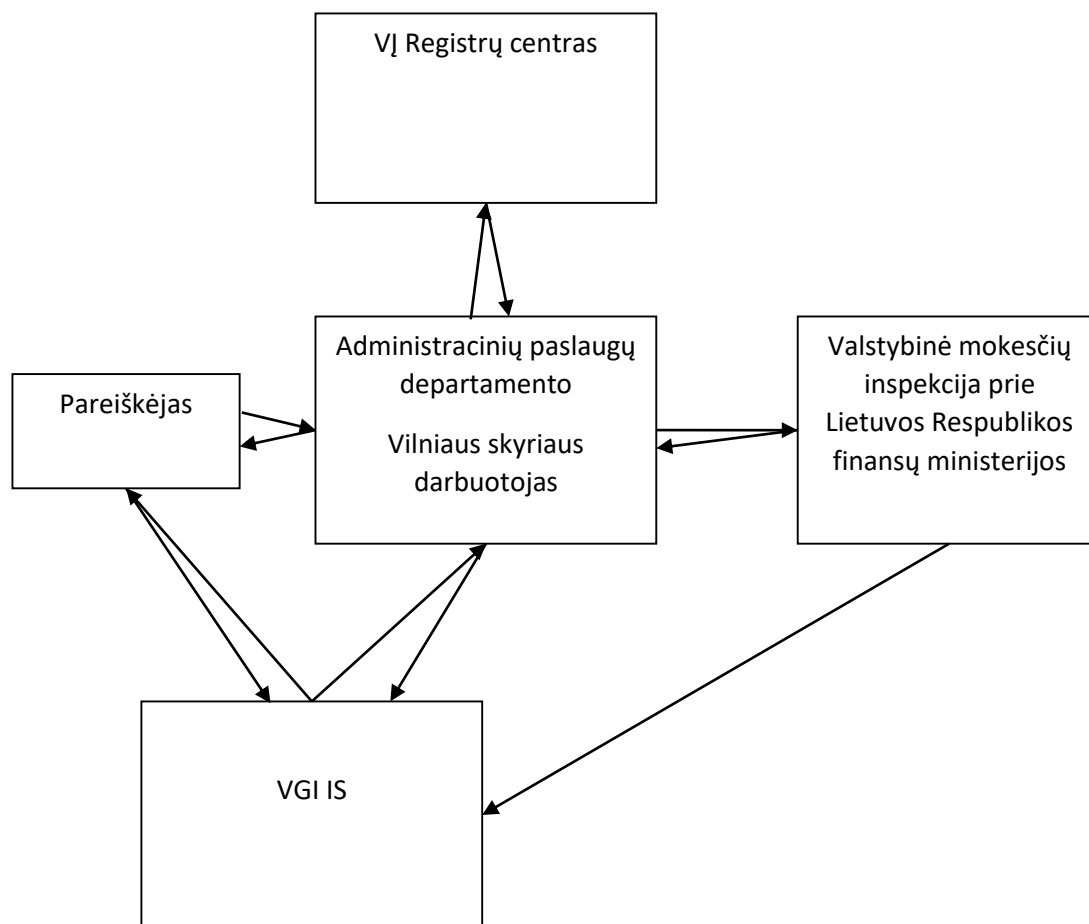 VĮ Registrų centras
Administracinių paslaugų
departamento
Vilniaus skyriaus
darbuotojas
Valstybinė mokesčių
inspekcija prie
Lietuvos Respublikos
finansų ministerijos
Pareiškėjas
VGI IS